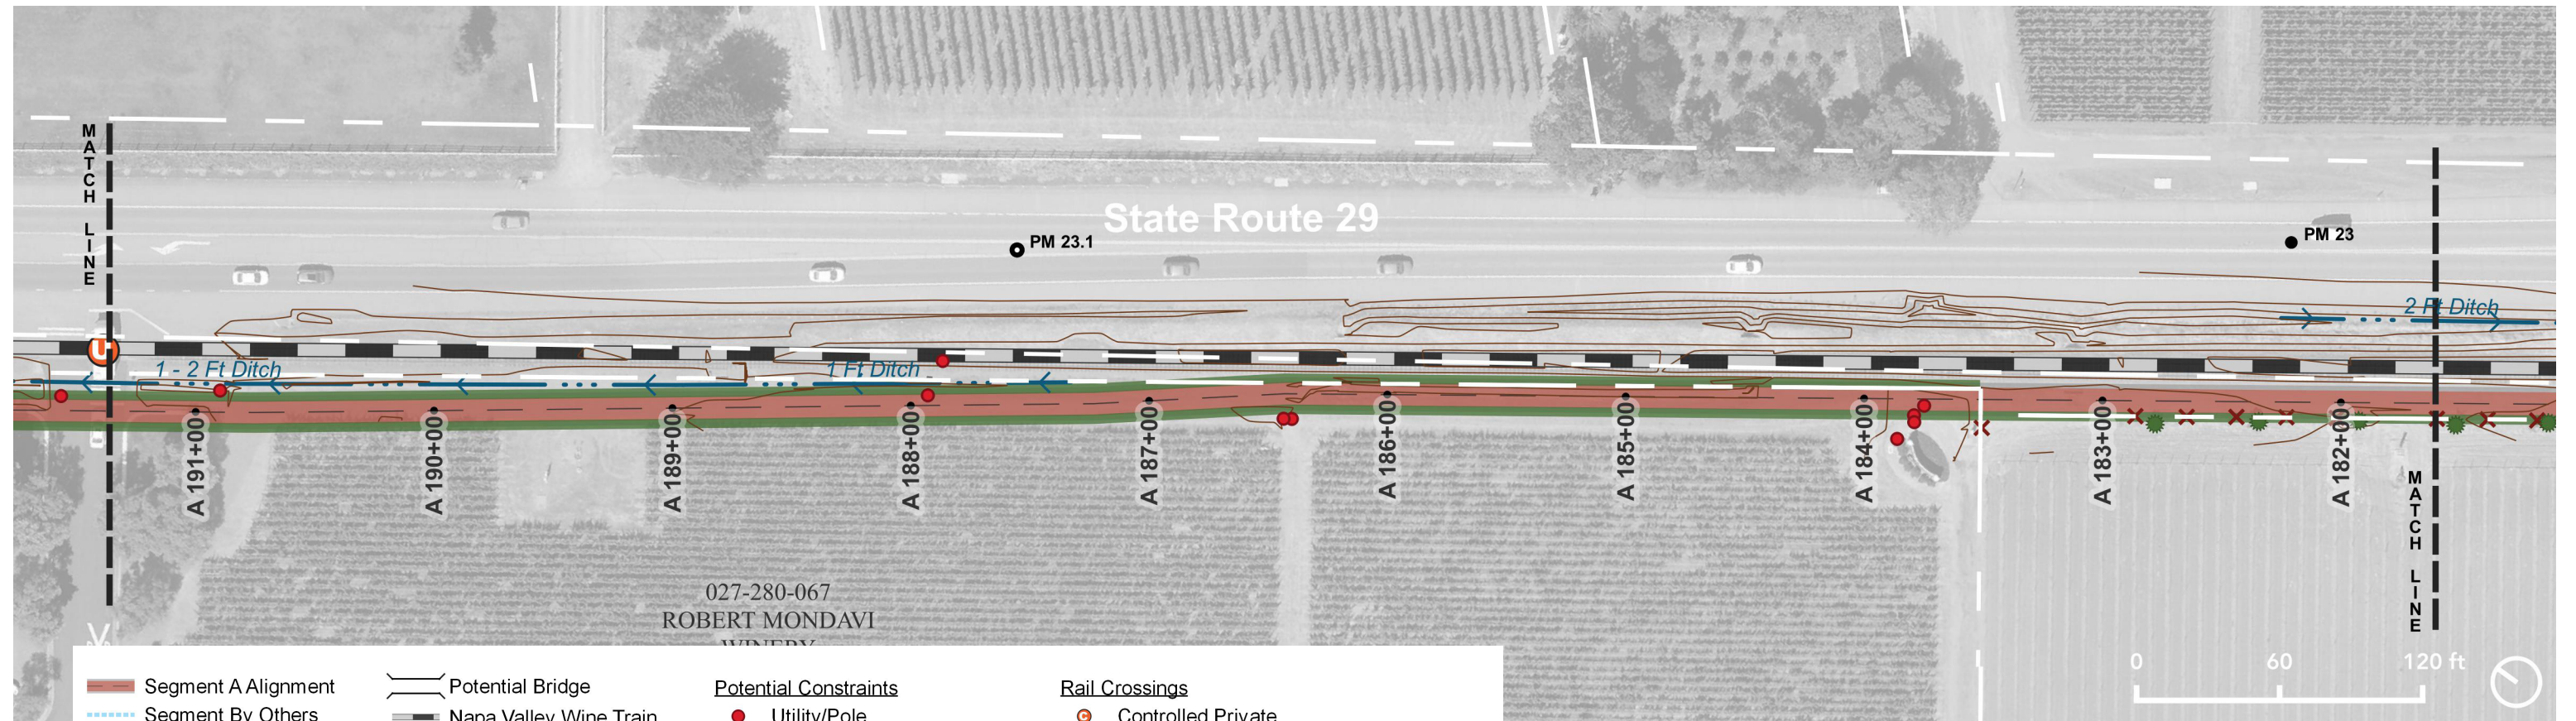 MATCH LINE
State Route 29
PM 23.1
PM 23
2 Ft Ditch
U
1 - 2 Ft Ditch
1 Ft Ditch
A 191+00
A 190+00
A 189+00
A 188+00
A 187+00
A 186+00
A 185+00
A 184+00
A 183+00
A 182+00
MATCH LINE
027-280-067
ROBERT MONDAVI
WINERY
0 60 120 ft
Segment A Alignment
Potential Bridge
Potential Constraints
Rail Crossings
Segment By Others
Napa Valley Wine Train
Utility/Pole
C Controlled Private